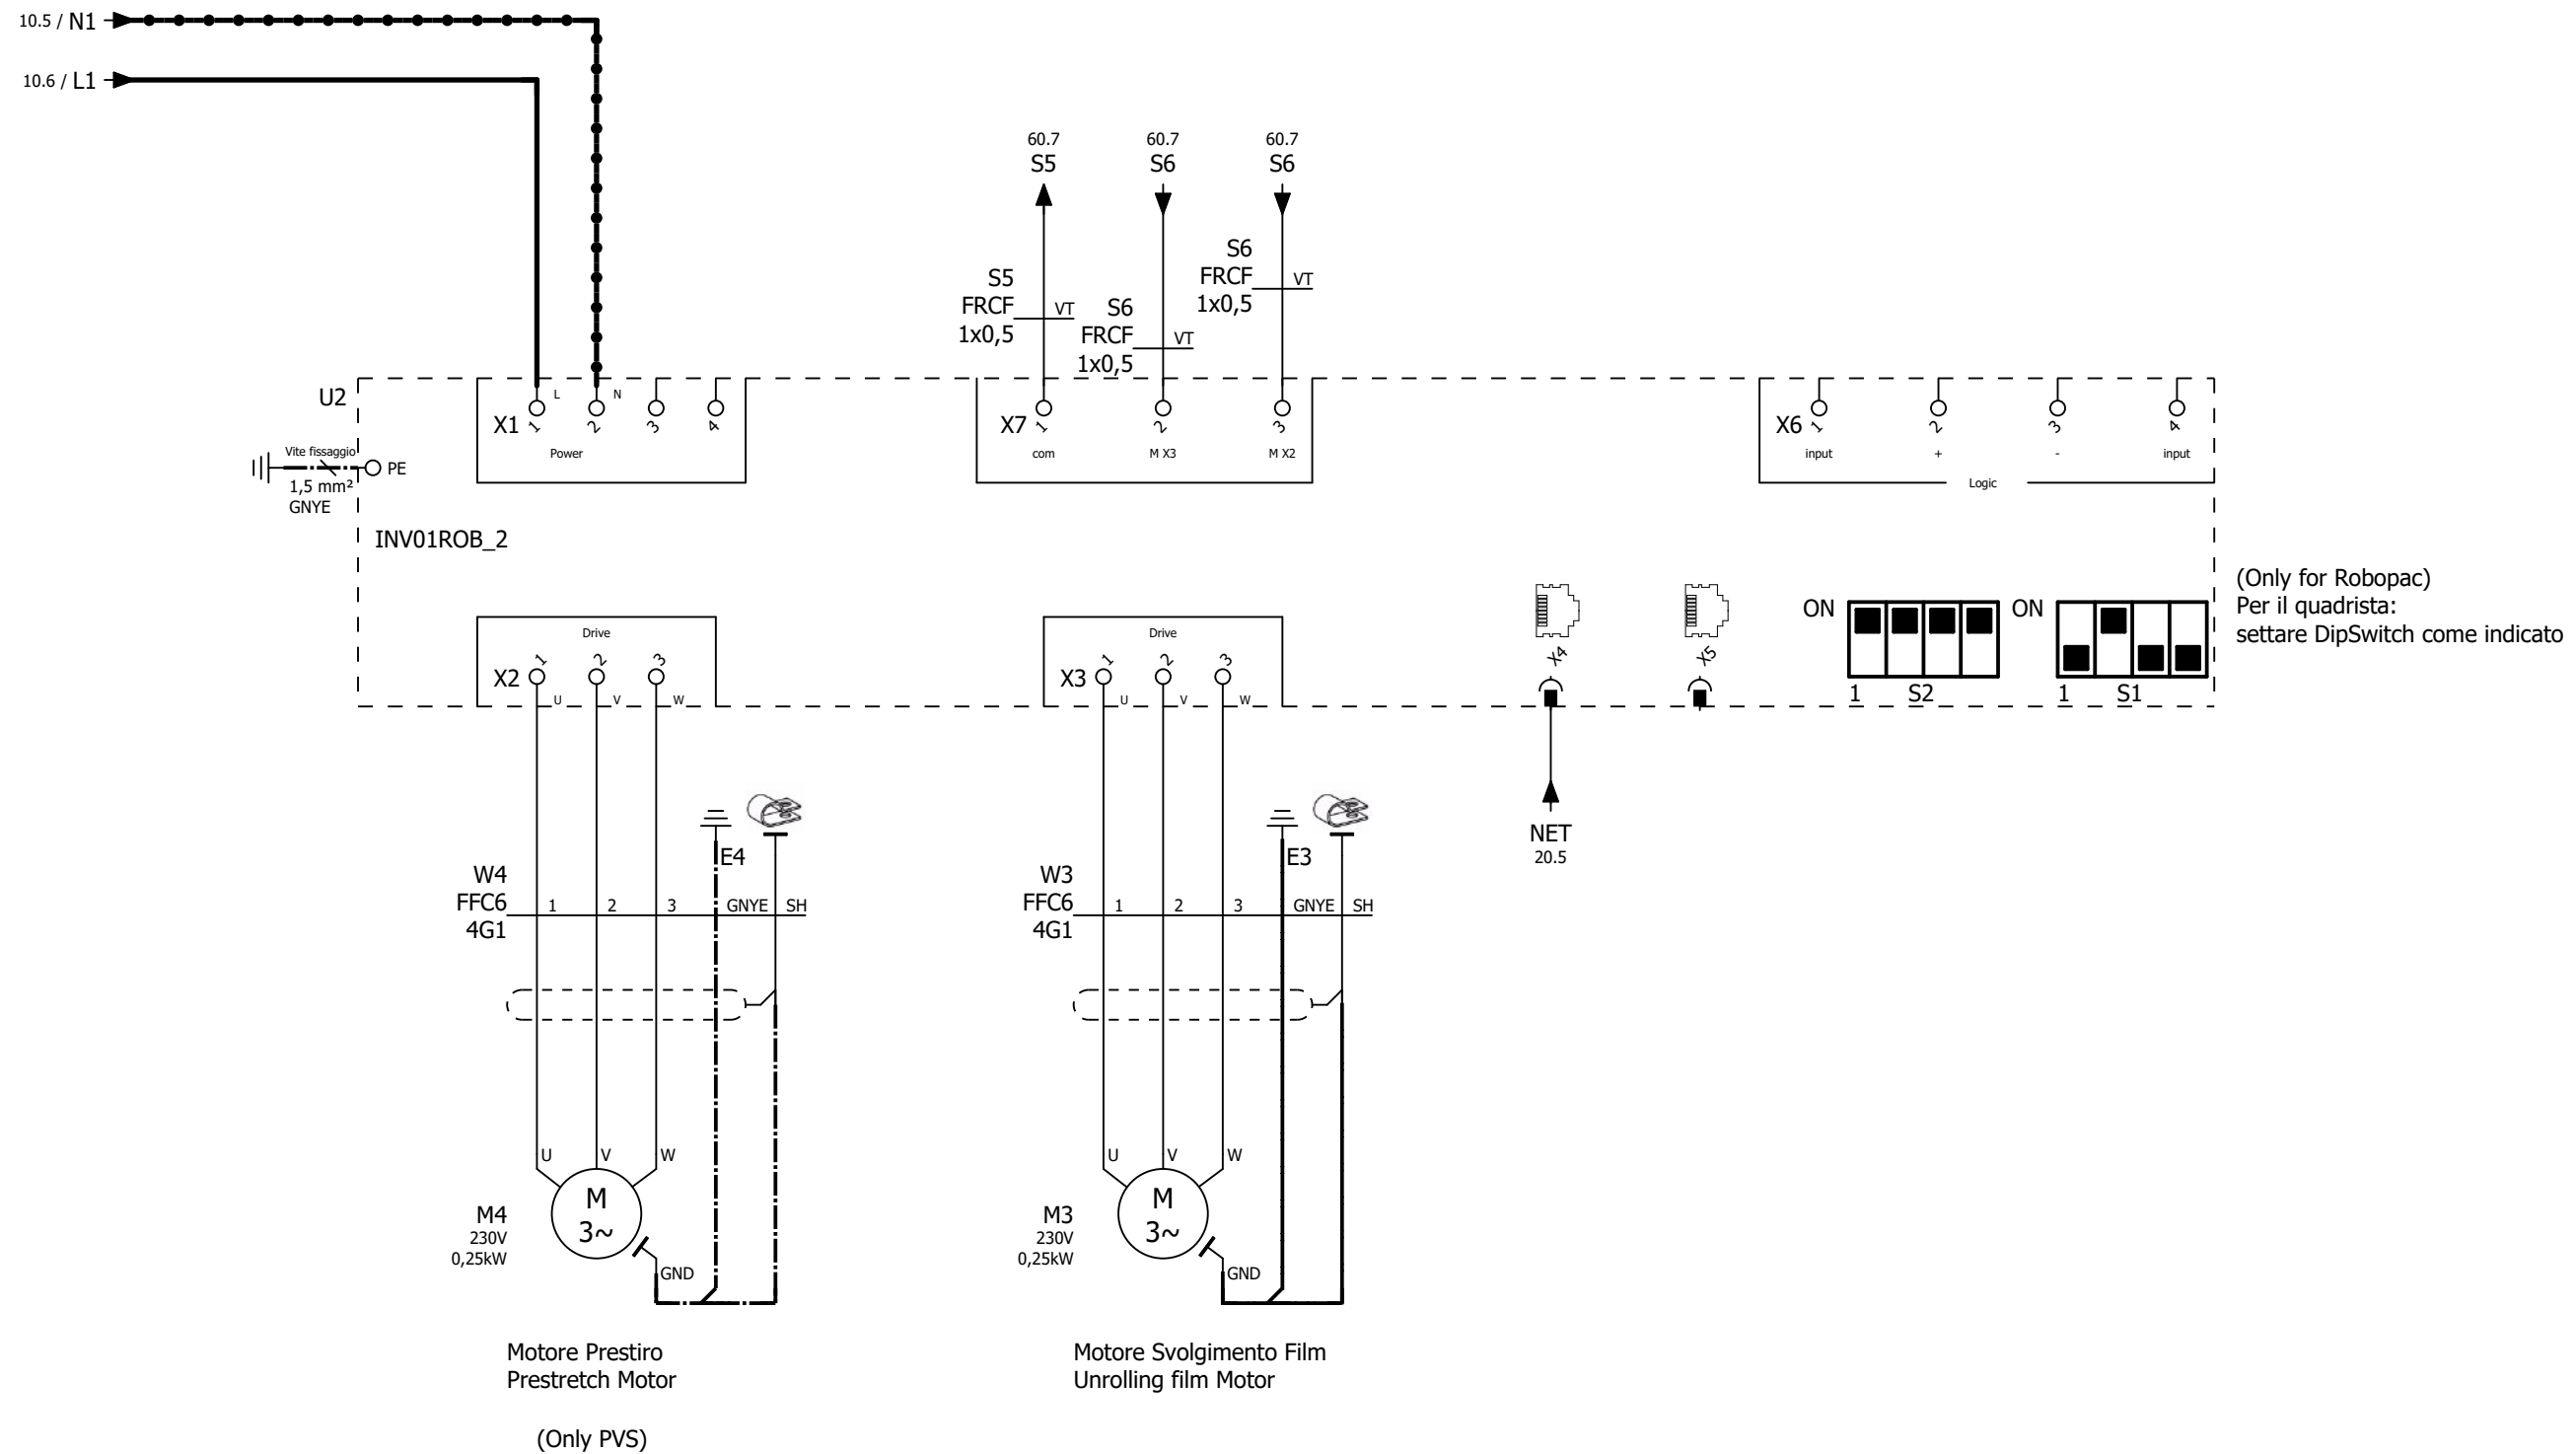 10.5 / N1
10.6 / L1
60.7 60.7 60.7
S5 S6 S6
S6
FRCF VT
1x0,5
S5
FRCF VT
1x0,5
S6
FRCF VT
1x0,5
U2
L N
X1 1 2 3 4
Power
X7 1 2 3
com M X3 M X2
X6 1 2 3 4
input + - input
Logic
Vite fissaggio
PE
1,5 mm²
GNYE
INV01ROB_2
(Only for Robopac)
Per il quadrista:
settare DipSwitch come indicato
ON ON
1 S2 1 S1
Drive
X2 1 2 3
U V W
Drive
X3 1 2 3
U V W
X4 X5
NET
20.5
E4
W4
FFC6 1 2 3 GNYE SH
4G1
E3
W3
FFC6 1 2 3 GNYE SH
4G1
U V W
M
3~
M4
230V
0,25kW
GND
U V W
M
3~
M3
230V
0,25kW
GND
Motore Prestiro
Prestretch Motor
(Only PVS)
Motore Svolgimento Film
Unrolling film Motor